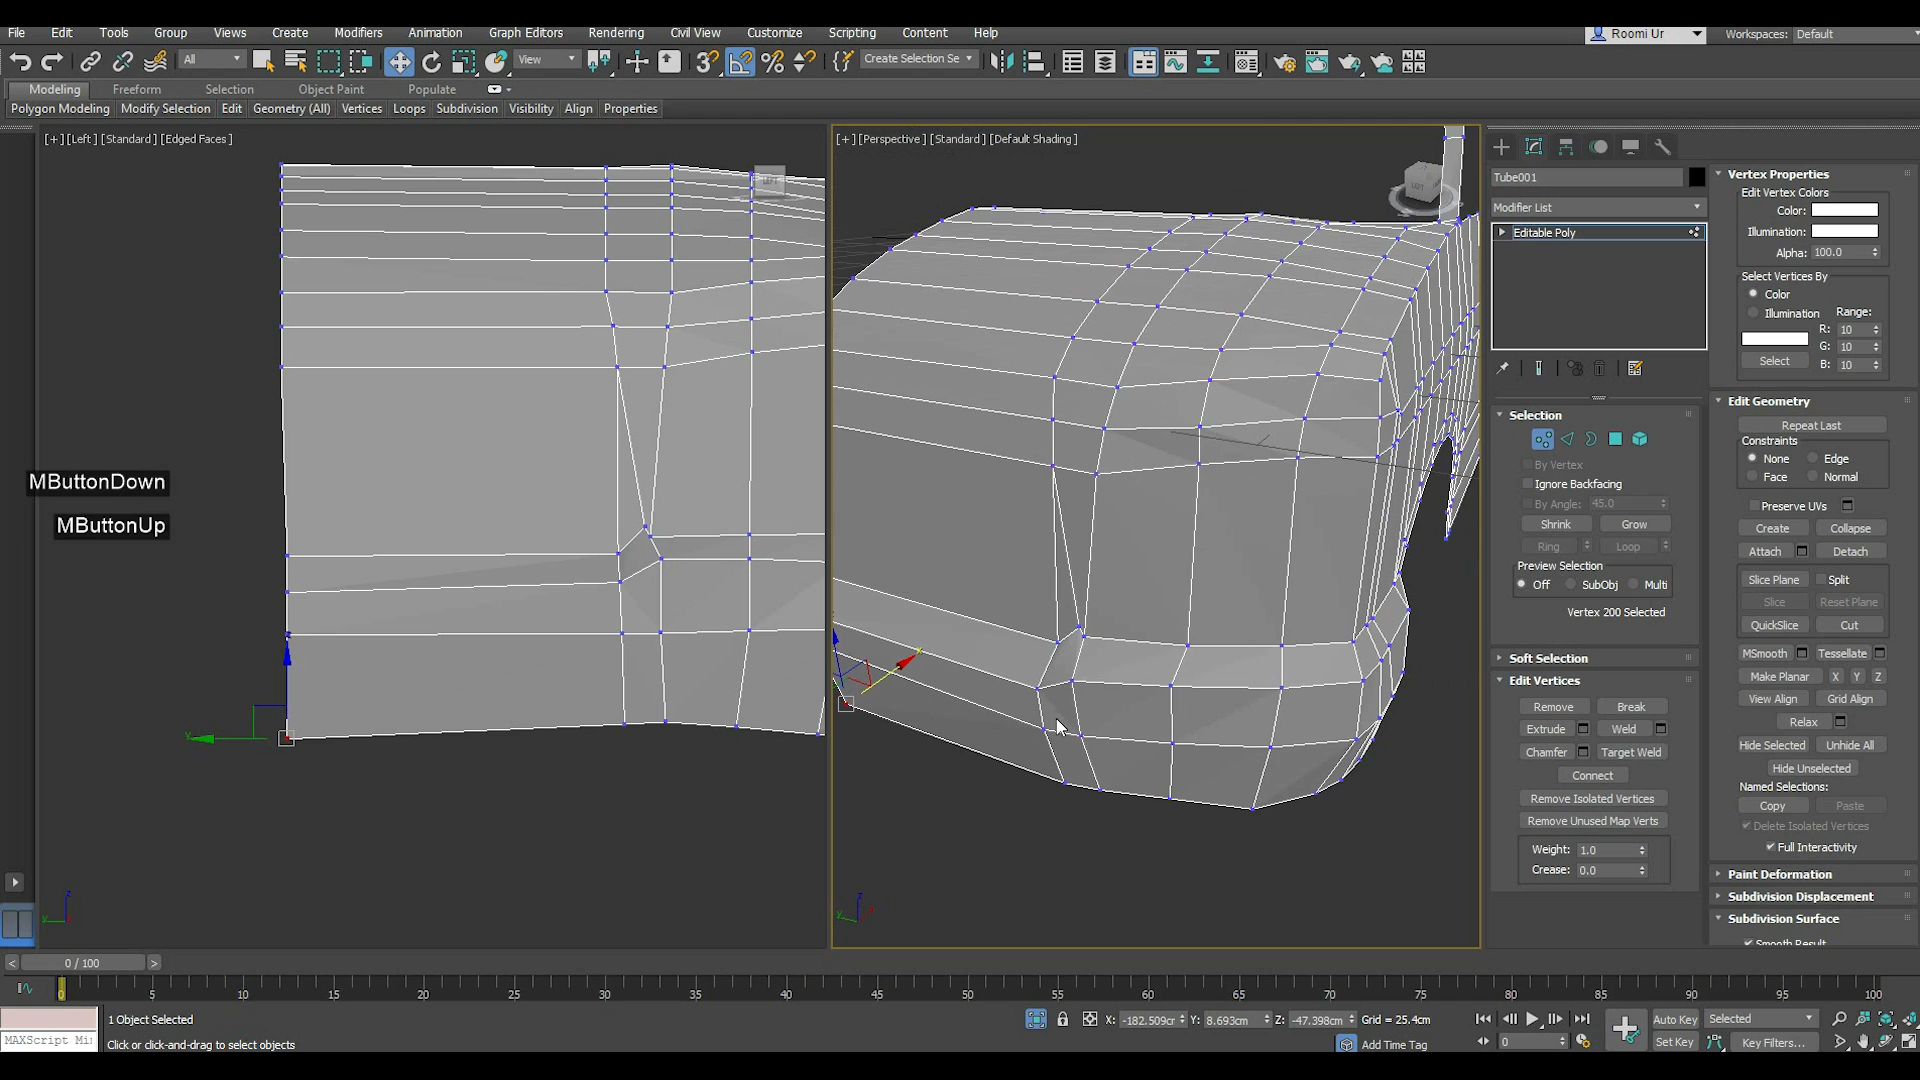 File Edit Tools Group Views Create Modifiers Animation Graph Editors Rendering Civil View Customize Scripting Content Help Roomi Ur Workspaces: Default
All View Create Selection Se
Modeling Freeform Selection Object Paint Populate
Polygon Modeling Modify Selection Edit Geometry (All) Vertices Loops Subdivision Visibility Align Properties
[+] [Left] [Standard] [Edged Faces]
[+] [Perspective] [Standard] [Default Shading]
MButtonDown
MButtonUp
Tube001
Modifier List
Editable Poly
Selection
By Vertex
Ignore Backfacing
By Angle: 45.0
Shrink Grow
Ring Loop
Preview Selection
Off SubObj Multi
Vertex 200 Selected
Soft Selection
Edit Vertices
Remove Break
Extrude Weld
Chamfer Target Weld
Connect
Remove Isolated Vertices
Remove Unused Map Verts
Weight: 1.0
Crease: 0.0
Vertex Properties
Edit Vertex Colors
Color:
Illumination:
Alpha: 100.0
Select Vertices By
Color
Illumination Range:
R: 10
G: 10
Select B: 10
Edit Geometry
Repeat Last
Constraints
None Edge
Face Normal
Preserve UVs
Create Collapse
Attach Detach
Slice Plane Split
Slice Reset Plane
QuickSlice Cut
MSmooth Tessellate
Make Planar X Y Z
View Align Grid Align
Relax
Hide Selected Unhide All
Hide Unselected
Named Selections:
Copy Paste
Delete Isolated Vertices
Full Interactivity
Paint Deformation
Subdivision Displacement
Subdivision Surface
Smooth Result
< 0 / 100 >
0 5 10 15 20 25 30 35 40 45 50 55 60 65 70 75 80 85 90 95 100
1 Object Selected X: -182.509cr Y: 8.693cm Z: -47.398cm Grid = 25.4cm Auto Key Selected
MAXScript Mi Click or click-and-drag to select objects Add Time Tag 0 Set Key Key Filters...